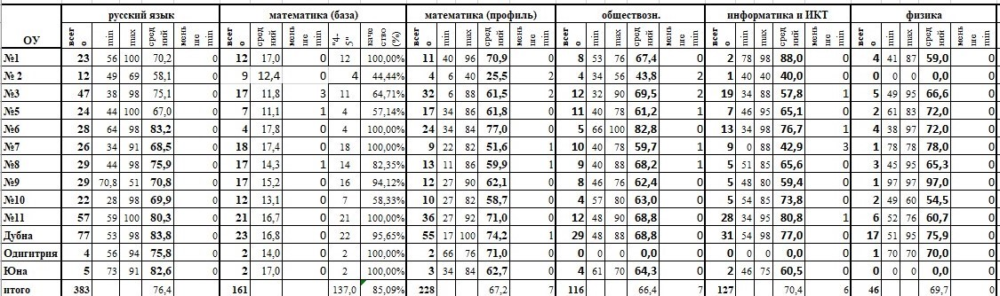 ОУ русский язык математика (база) математика (профиль) обществозн. информатика и ИКТ физика
всего min max средний меньше min всего средний меньше min "4-5" качество (%) всего min max средний меньше min всего min max средний меньше min всего min max средний меньше min всего min max средний меньше min
№1 23 56 100 70,2 0 12 17,0 0 12 100,00% 11 40 96 70,9 0 8 53 76 67,4 0 2 78 98 88,0 0 4 41 87 59,0 0
№ 2 12 49 69 58,1 0 9 12,4 0 4 44,44% 4 6 40 25,5 2 4 34 56 43,8 2 1 40 40 40,0 0 0 0 0 0,0 0
№3 47 38 98 75,1 0 17 11,8 3 11 64,71% 32 6 88 61,5 2 12 32 90 69,5 2 19 34 88 57,8 1 5 49 95 66,6 0
№5 24 44 100 67,0 0 7 11,1 1 4 57,14% 17 34 86 61,8 0 11 40 78 61,2 1 7 46 95 65,1 0 2 61 83 72,0 0
№6 28 64 98 83,2 0 4 17,8 0 4 100,00% 24 34 84 77,0 0 5 66 100 82,8 0 13 34 98 76,7 1 4 38 97 72,0 0
№7 26 34 91 68,5 0 18 17,4 0 18 100,00% 9 22 82 51,6 1 10 40 78 59,7 1 9 0 88 42,9 3 1 78 78 78,0 0
№8 29 44 98 75,9 0 17 14,3 1 14 82,35% 13 11 86 59,9 1 9 40 88 68,2 1 5 51 85 65,6 0 3 45 95 65,3 0
№9 29 70,8 51 70,8 0 17 15,2 0 16 94,12% 12 27 90 62,1 0 8 46 76 62,4 0 5 48 80 59,4 0 1 97 97 97,0 0
№10 22 28 98 69,9 0 12 13,1 0 7 58,33% 10 27 82 58,7 0 4 57 80 63,0 0 5 54 85 73,8 0 2 49 60 54,5 0
№11 57 59 100 80,3 0 21 16,7 0 21 100,00% 36 27 92 71,0 0 12 48 90 68,8 0 28 34 95 80,8 1 6 52 76 60,7 0
Дубна 77 53 98 83,8 0 23 16,8 0 22 95,65% 55 17 100 74,2 1 29 48 88 68,8 0 31 54 98 77,0 0 17 51 95 75,9 0
Одигитрия 4 56 94 75,8 0 2 14,0 0 2 100,00% 2 66 76 71,0 0 0 0 0 0,0 0 0 0 0 0,0 0 1 70 70 70,0 0
Юна 5 73 91 82,6 0 2 17,0 0 2 100,00% 3 34 84 62,7 0 4 61 70 64,3 0 2 46 75 60,5 0 0 0 0 0,0 0
итого 383 76,4 161 137,0 85,09% 228 67,2 7 116 66,4 7 127 70,4 6 46 69,7 0